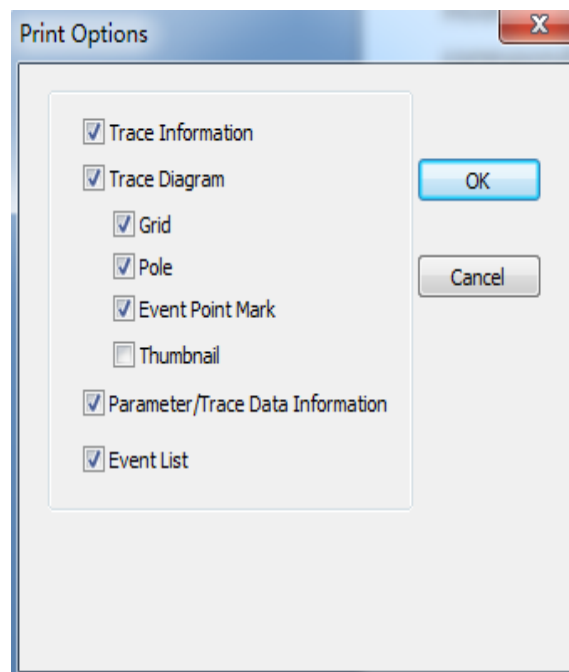 Print Options
X
Trace Information
Trace Diagram
OK
Grid
Pole
Cancel
Event Point Mark
Thumbnail
Parameter/Trace Data Information
Event List